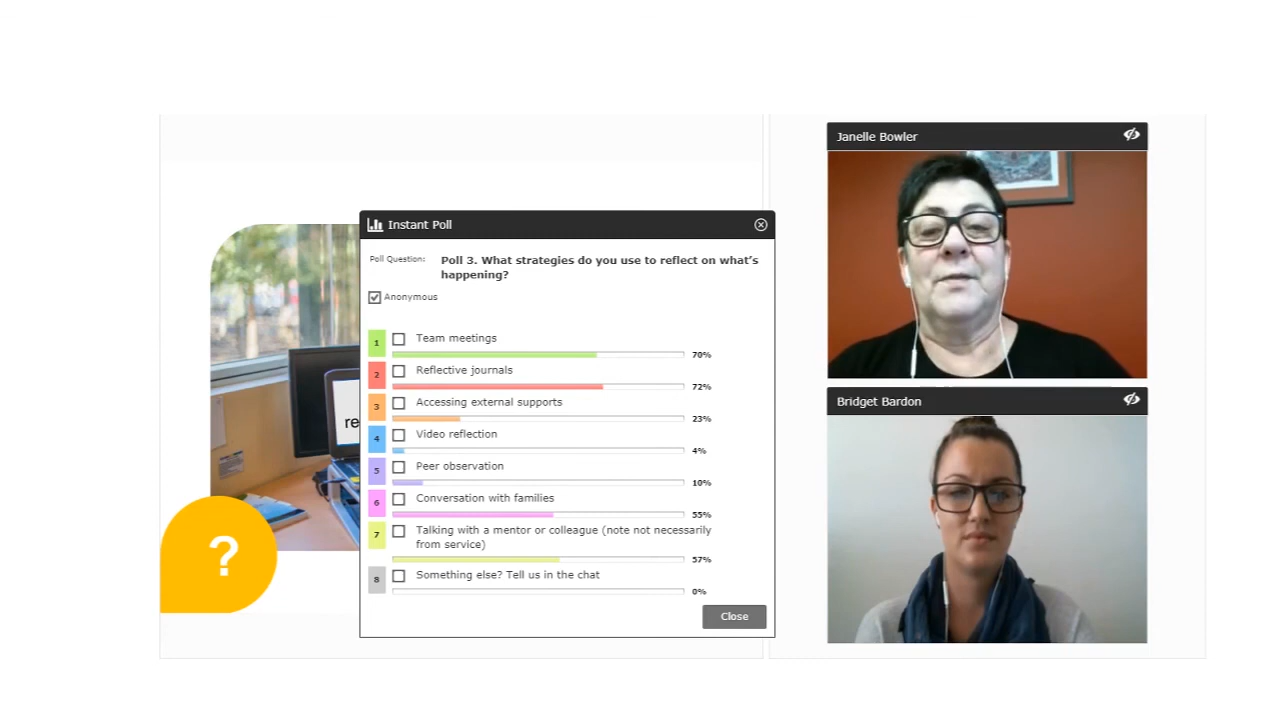 Instant Poll
Poll Question:
Poll 3. What strategies do you use to reflect on what's
happening?
Anonymous
1 Team meetings
70%
2 Reflective journals
72%
3 Accessing external supports
23%
4 Video reflection
4%
5 Peer observation
10%
6 Conversation with families
55%
7 Talking with a mentor or colleague (note not necessarily
from service)
57%
8 Something else? Tell us in the chat
0%
Close
re
?
Janelle Bowler
Bridget Bardon